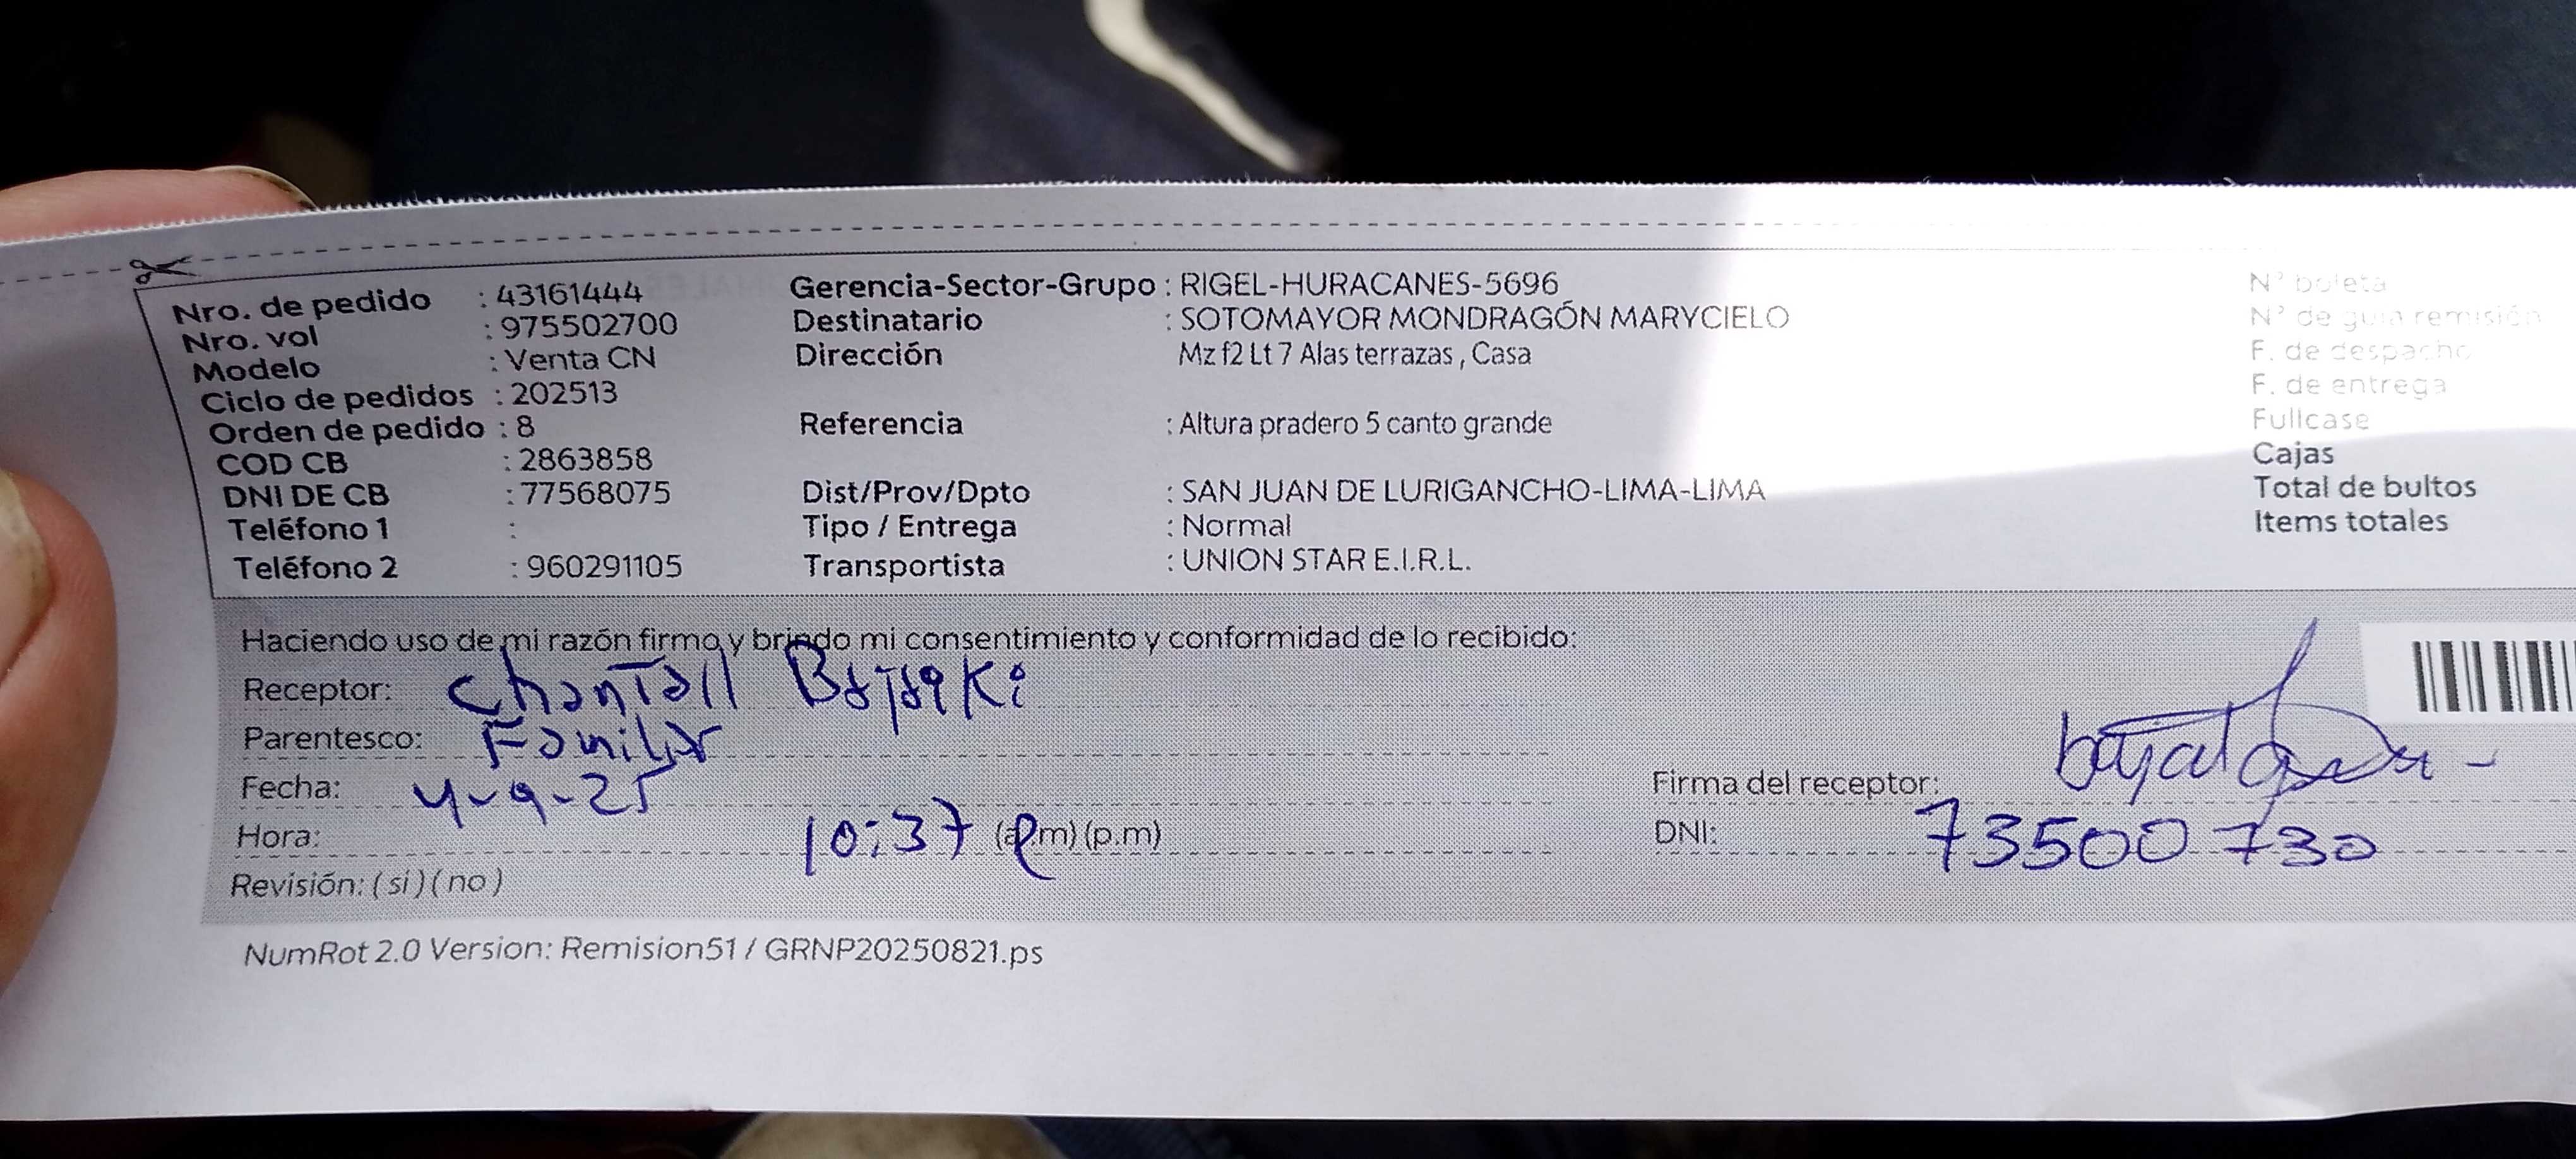 Nro. de pedido : 43161444
Nro. vol : 975502700
Modelo : Venta CN
Ciclo de pedidos : 202513
Orden de pedido : 8
COD CB : 2863858
DNI DE CB : 77568075
Teléfono 1 :
Teléfono 2 : 960291105
Gerencia-Sector-Grupo : RIGEL-HURACANES-5696
Destinatario : SOTOMAYOR MONDRAGÓN MARYCIELO
Dirección Mz f2 Lt 7 Alas terrazas , Casa
Referencia : Altura pradero 5 canto grande
Dist/Prov/Dpto : SAN JUAN DE LURIGANCHO-LIMA-LIMA
Tipo / Entrega : Normal
Transportista : UNION STAR E.I.R.L.
N° boleta
N° de guia remisión
F. de despacho
F. de entrega
Fullcase
Cajas
Total de bultos
Items totales
Haciendo uso de mi razón firmo y brindo mi consentimiento y conformidad de lo recibido:
Receptor: Chantall
Parentesco: Familiar
Fecha: 4-9-25
Hora: 10:37 (a.m) (p.m)
Revisión: ( si ) ( no )
Firma del receptor:
DNI: 73500730
NumRot 2.0 Version: Remision51 / GRNP20250821.ps